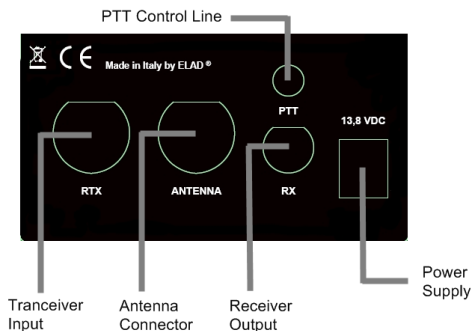 PTT Control Line
CE Made in Italy by ELAD ®
PTT
13,8 VDC
RTX
ANTENNA
RX
Power
Supply
Tranceiver
Input
Antenna
Connector
Receiver
Output